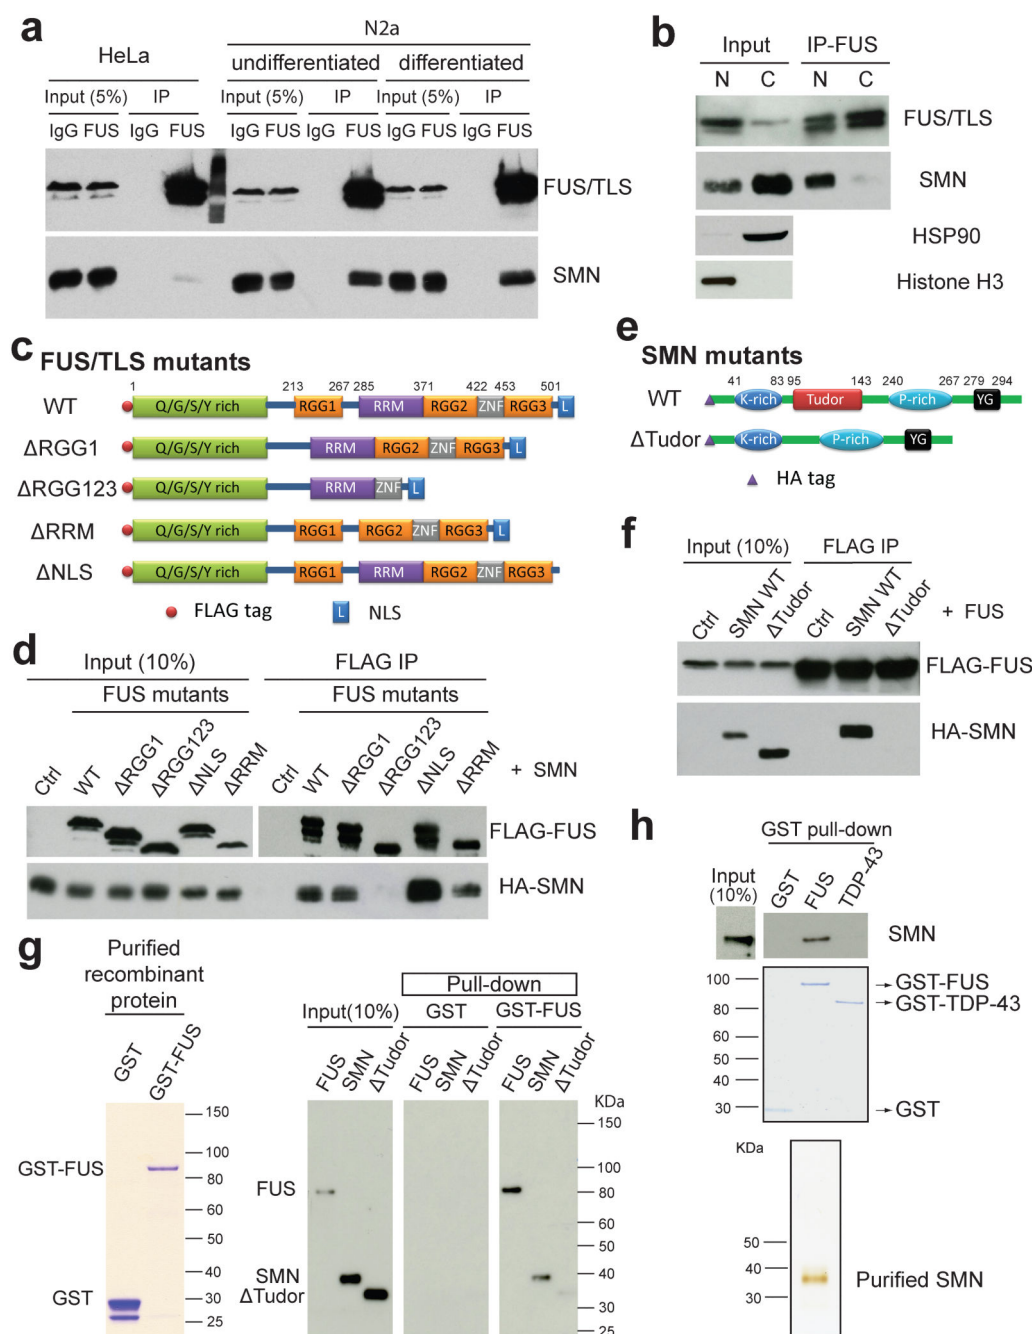 a
HeLa
N2a
undifferentiated differentiated
Input (5%) IP Input (5%) IP Input (5%) IP
IgG FUS IgG FUS IgG FUS IgG FUS IgG FUS IgG FUS
FUS/TLS
SMN
b
Input IP-FUS
N C N C
FUS/TLS
SMN
HSP90
Histone H3
c FUS/TLS mutants
1 213 267 285 371 422 453 501
WT Q/G/S/Y rich RGG1 RRM RGG2 ZNF RGG3 L
ΔRGG1 Q/G/S/Y rich RRM RGG2 ZNF RGG3 L
ΔRGG123 Q/G/S/Y rich RRM ZNF L
ΔRRM Q/G/S/Y rich RGG1 RGG2 ZNF RGG3 L
ΔNLS Q/G/S/Y rich RGG1 RRM RGG2 ZNF RGG3
FLAG tag L NLS
e
SMN mutants
41 83 95 143 240 267 279 294
WT K-rich Tudor P-rich YG
ΔTudor K-rich P-rich YG
HA tag
d
Input (10%) FLAG IP
FUS mutants FUS mutants
Ctrl WT ΔRGG1 ΔRGG123 ΔNLS ΔRRM Ctrl WT ΔRGG1 ΔRGG123 ΔNLS ΔRRM + SMN
FLAG-FUS
HA-SMN
f
Input (10%) FLAG IP
Ctrl SMN WT ΔTudor Ctrl SMN WT ΔTudor + FUS
FLAG-FUS
HA-SMN
g
Purified
recombinant
protein
GST GST-FUS
150
100
80
60
50
40
30
25
GST-FUS
GST
Pull-down
Input(10%) GST GST-FUS
FUS SMN ΔTudor FUS SMN ΔTudor FUS SMN ΔTudor
KDa
150
100
80
60
50
40
30
25
FUS
SMN
ΔTudor
h
GST pull-down
Input
(10%)
GST FUS TDP-43
SMN
100
80
60
50
40
30
GST-FUS
GST-TDP-43
GST
KDa
50
40
30
Purified SMN